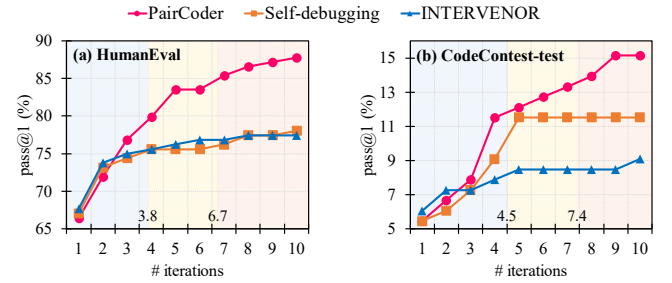 PairCoder Self-debugging INTERVENOR
(a) HumanEval
pass@1 (%)
90
85
80
75
70
65
3.8 6.7
1 2 3 4 5 6 7 8 9 10
# iterations
(b) CodeContest-test
pass@1 (%)
15
13
11
9
7
5
4.5 7.4
1 2 3 4 5 6 7 8 9 10
# iterations